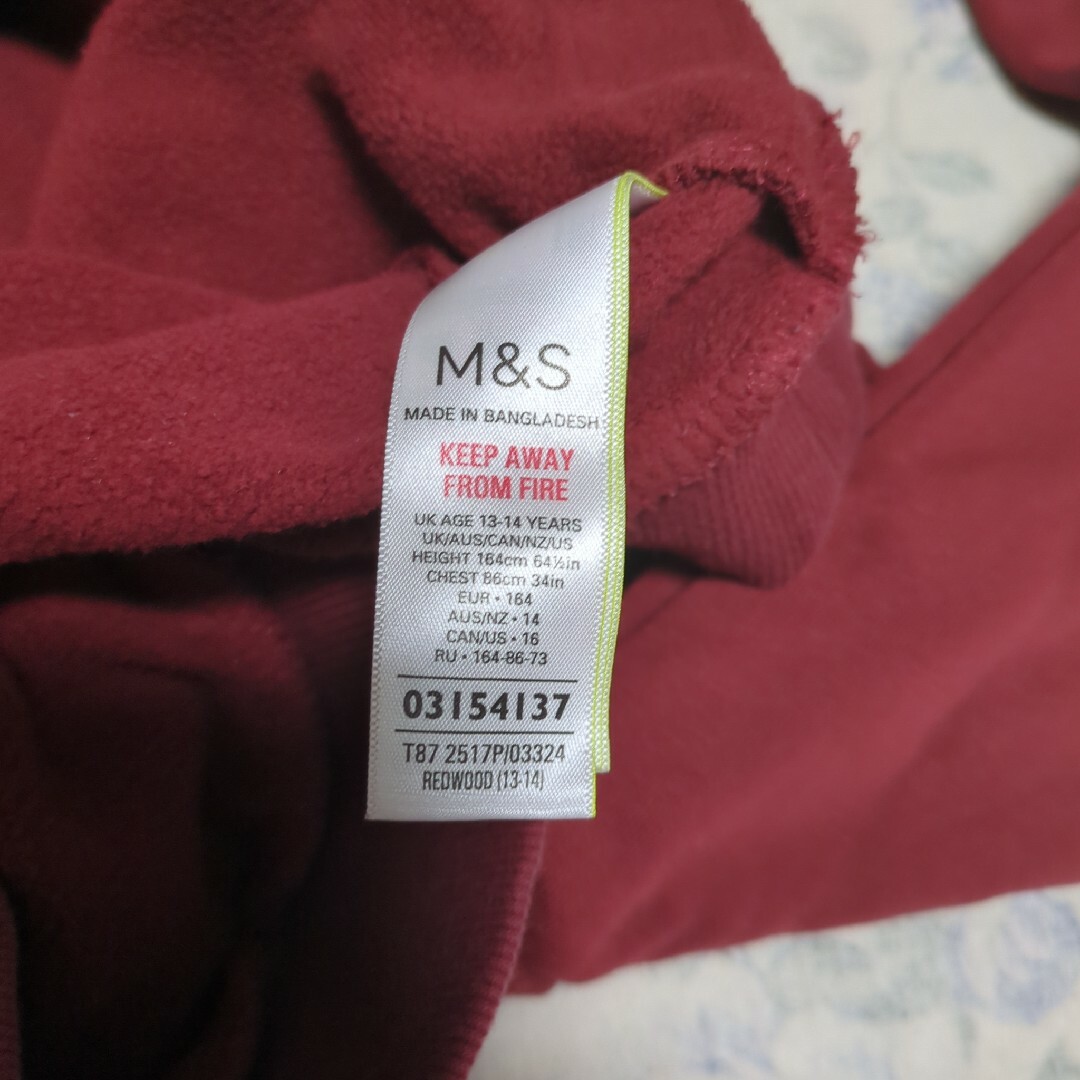 M&S
MADE IN BANGLADESH
KEEP AWAY
FROM FIRE
UK AGE 13-14 YEARS
UK/AUS/CAN/NZ/US
HEIGHT 164cm 64½in
CHEST 86cm 34in
EUR • 164
AUS/NZ • 14
CAN/US • 16
RU • 164-86-73
03154137
T87 2517P/03324
REDWOOD (13-14)